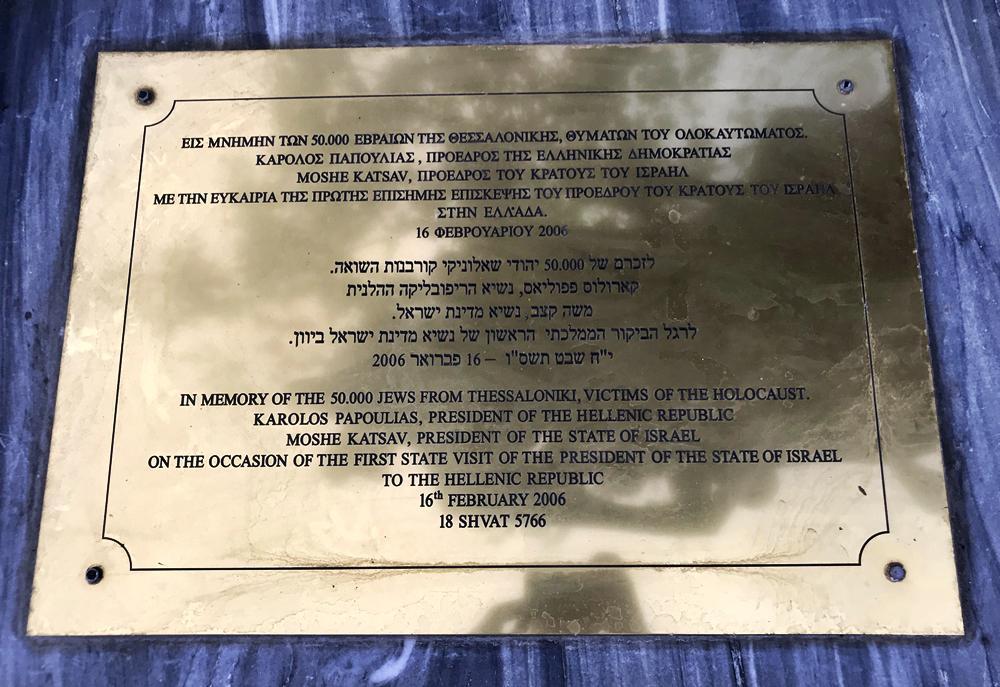 ΕΙΣ ΜΝΗΜΗΝ ΤΩΝ 50.000 ΕΒΡΑΙΩΝ ΤΗΣ ΘΕΣΣΑΛΟΝΙΚΗΣ, ΘΥΜΑΤΩΝ ΤΟΥ ΟΛΟΚΑΥΤΩΜΑΤΟΣ.
ΚΑΡΟΛΟΣ ΠΑΠΟΥΛΙΑΣ , ΠΡΟΕΔΡΟΣ ΤΗΣ ΕΛΛΗΝΙΚΗΣ ΔΗΜΟΚΡΑΤΙΑΣ
MOSHE KATSAV, ΠΡΟΕΔΡΟΣ ΤΟΥ ΚΡΑΤΟΥΣ ΤΟΥ ΙΣΡΑΗΛ
ΜΕ ΤΗΝ ΕΥΚΑΙΡΙΑ ΤΗΣ ΠΡΩΤΗΣ ΕΠΙΣΗΜΗΣ ΕΠΙΣΚΕΨΗΣ ΤΟΥ ΠΡΟΕΔΡΟΥ ΤΟΥ ΚΡΑΤΟΥΣ ΤΟΥ ΙΣΡΑΗΛ
ΣΤΗΝ ΕΛΛΑΔΑ.
16 ΦΕΒΡΟΥΑΡΙΟΥ 2006
לזכרם של 50.000 יהודי שאלוניקי קורבנות השואה.
קארולוס פפוליאס, נשיא הריפובליקה ההלנית
משה קצב, נשיא מדינת ישראל.
לרגל הביקור הממלכתי הראשון של נשיא מדינת ישראל ביוון.
י"ח שבט תשס"ו – 16 פברואר 2006
IN MEMORY OF THE 50.000 JEWS FROM THESSALONIKI, VICTIMS OF THE HOLOCAUST.
KAROLOS PAPOULIAS, PRESIDENT OF THE HELLENIC REPUBLIC
MOSHE KATSAV, PRESIDENT OF THE STATE OF ISRAEL
ON THE OCCASION OF THE FIRST STATE VISIT OF THE PRESIDENT OF THE STATE OF ISRAEL
TO THE HELLENIC REPUBLIC
16th FEBRUARY 2006
18 SHVAT 5766